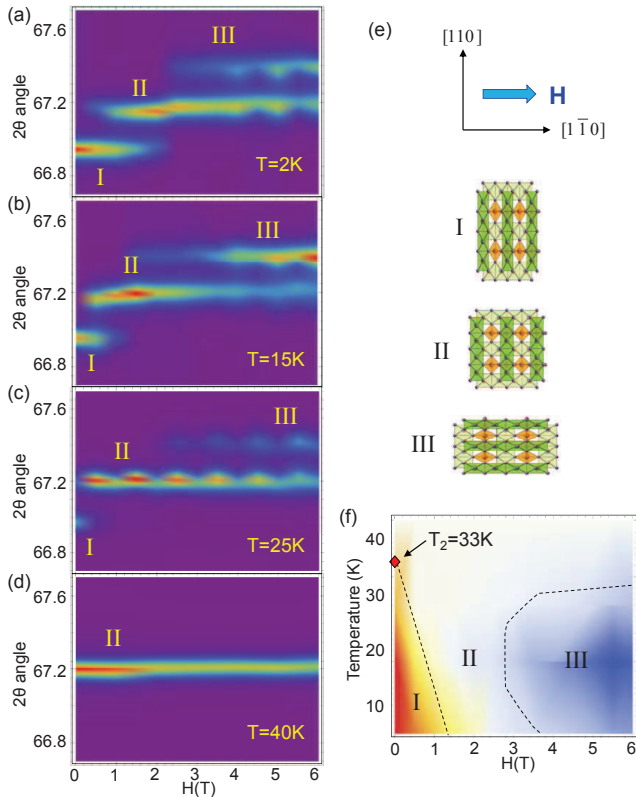 (a)
67.6
67.2
66.8
2θ angle
III
II
I
T=2K
(b)
67.6
67.2
66.8
2θ angle
III
II
I
T=15K
(c)
67.6
67.2
66.8
2θ angle
III
II
I
T=25K
(d)
67.6
67.2
66.8
2θ angle
II
T=40K
0 1 2 3 4 5 6
H(T)
(e)
[110]
H
[11̅0]
I
II
III
(f)
T2=33K
40
30
20
10
Temperature (K)
I
II
III
0 1 2 3 4 5 6
H(T)